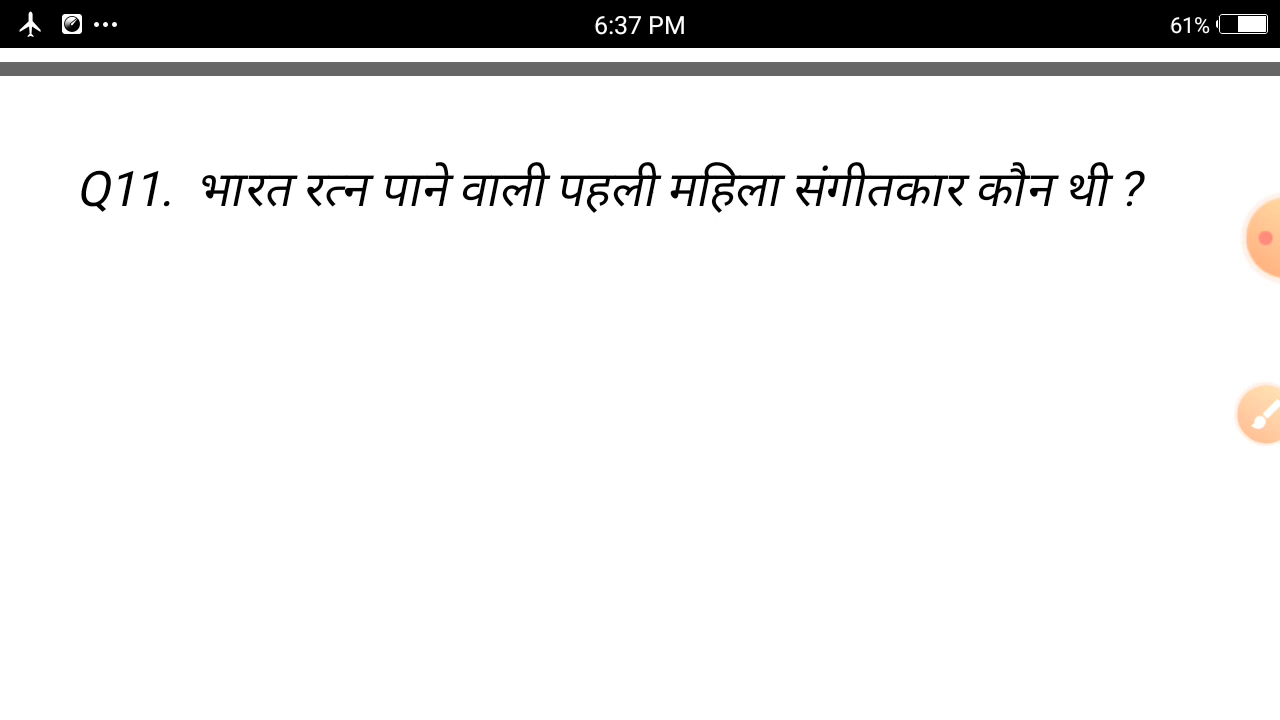 6:37 PM
61%
Q11. भारत रत्न पाने वाली पहली महिला संगीतकार कौन थी ?